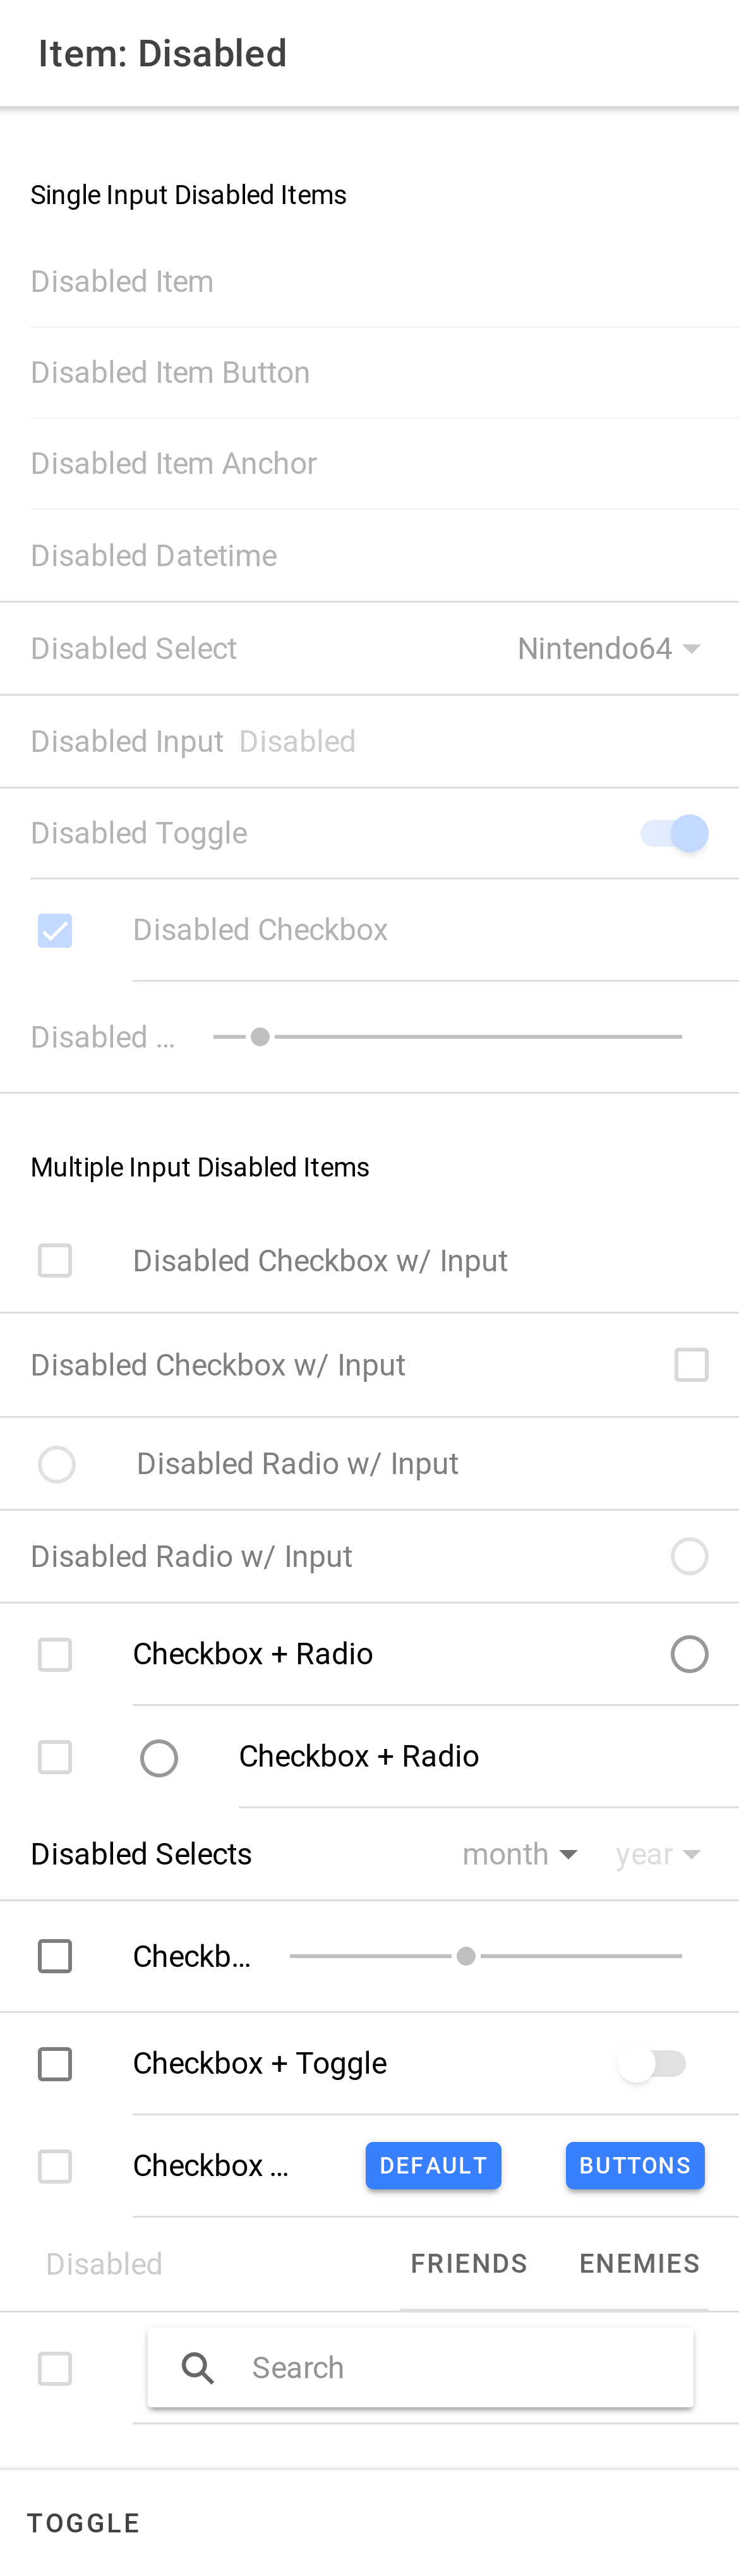 Item: Disabled
Single Input Disabled Items
Disabled Item
Disabled Item Button
Disabled Item Anchor
Disabled Datetime
Disabled Select Nintendo64
Disabled Input Disabled
Disabled Toggle
Disabled Checkbox
Disabled ...
Multiple Input Disabled Items
Disabled Checkbox w/ Input
Disabled Checkbox w/ Input
Disabled Radio w/ Input
Disabled Radio w/ Input
Checkbox + Radio
Checkbox + Radio
Disabled Selects month year
Checkb...
Checkbox + Toggle
Checkbox ... DEFAULT BUTTONS
Disabled FRIENDS ENEMIES
Search
TOGGLE